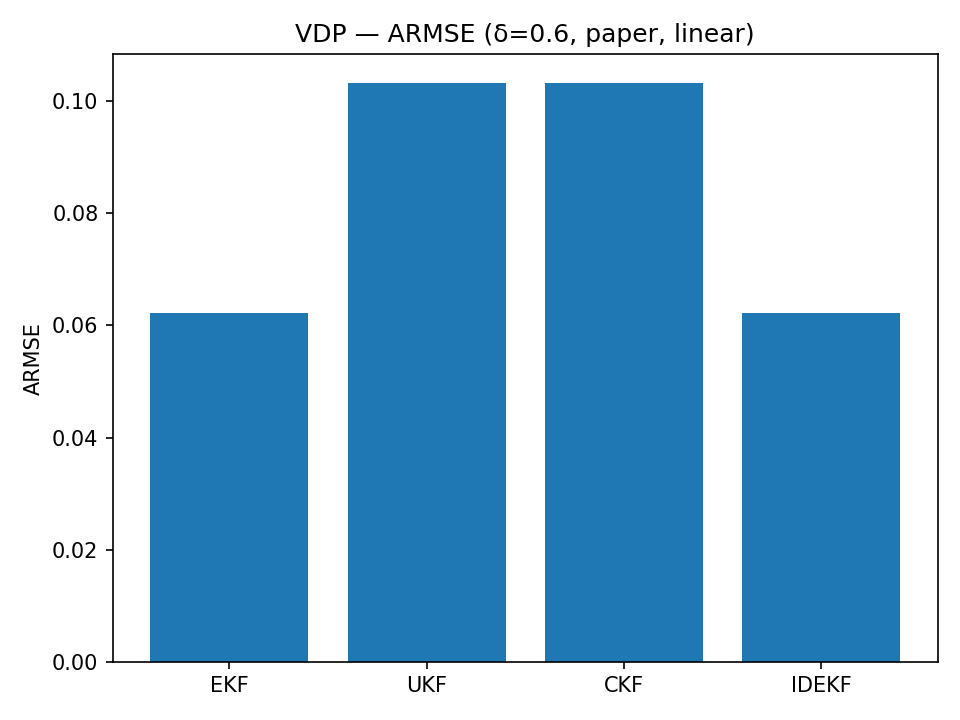 VDP — ARMSE (δ=0.6, paper, linear)
ARMSE
0.10
0.08
0.06
0.04
0.02
0.00
EKF UKF CKF IDEKF